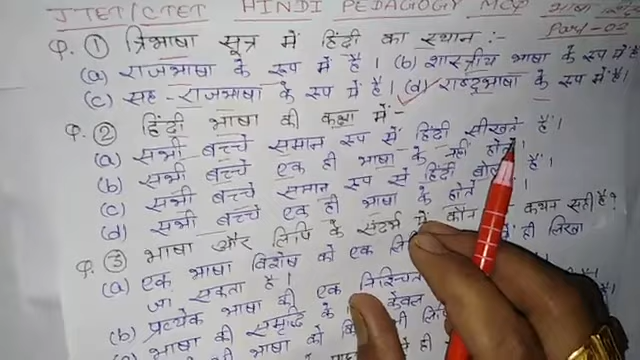 JTET/CTET HINDI PEDAGOGY MCQ भाषा
Part-02
Q. ① त्रिभाषा सूत्र में हिंदी का स्थान :-
(a) राजभाषा के रूप में है। (b) शास्त्रीय भाषा के रूप में है
(c) सह-राजभाषा के रूप में है। (d) राष्ट्रभाषा के रूप में है।
Q. ② हिंदी भाषा की कक्षा में-
(a) सभी बच्चे समान रूप से हिंदी सीखते है।
(b) सभी बच्चे एक ही भाषा के नहीं होते।
(c) सभी बच्चे समान रूप से हिंदी है।
(d) सभी बच्चे एक ही भाषा के होते
Q. ③ भाषा और लिपि के संदर्भ में कौन कथन सही है?
(a) एक भाषा विशेष को एक ही लिखा
जा सकता है।
(b) प्रत्येक भाषा की एक निश्चित
भाषा की समृद्धि के केवल
भाषा को